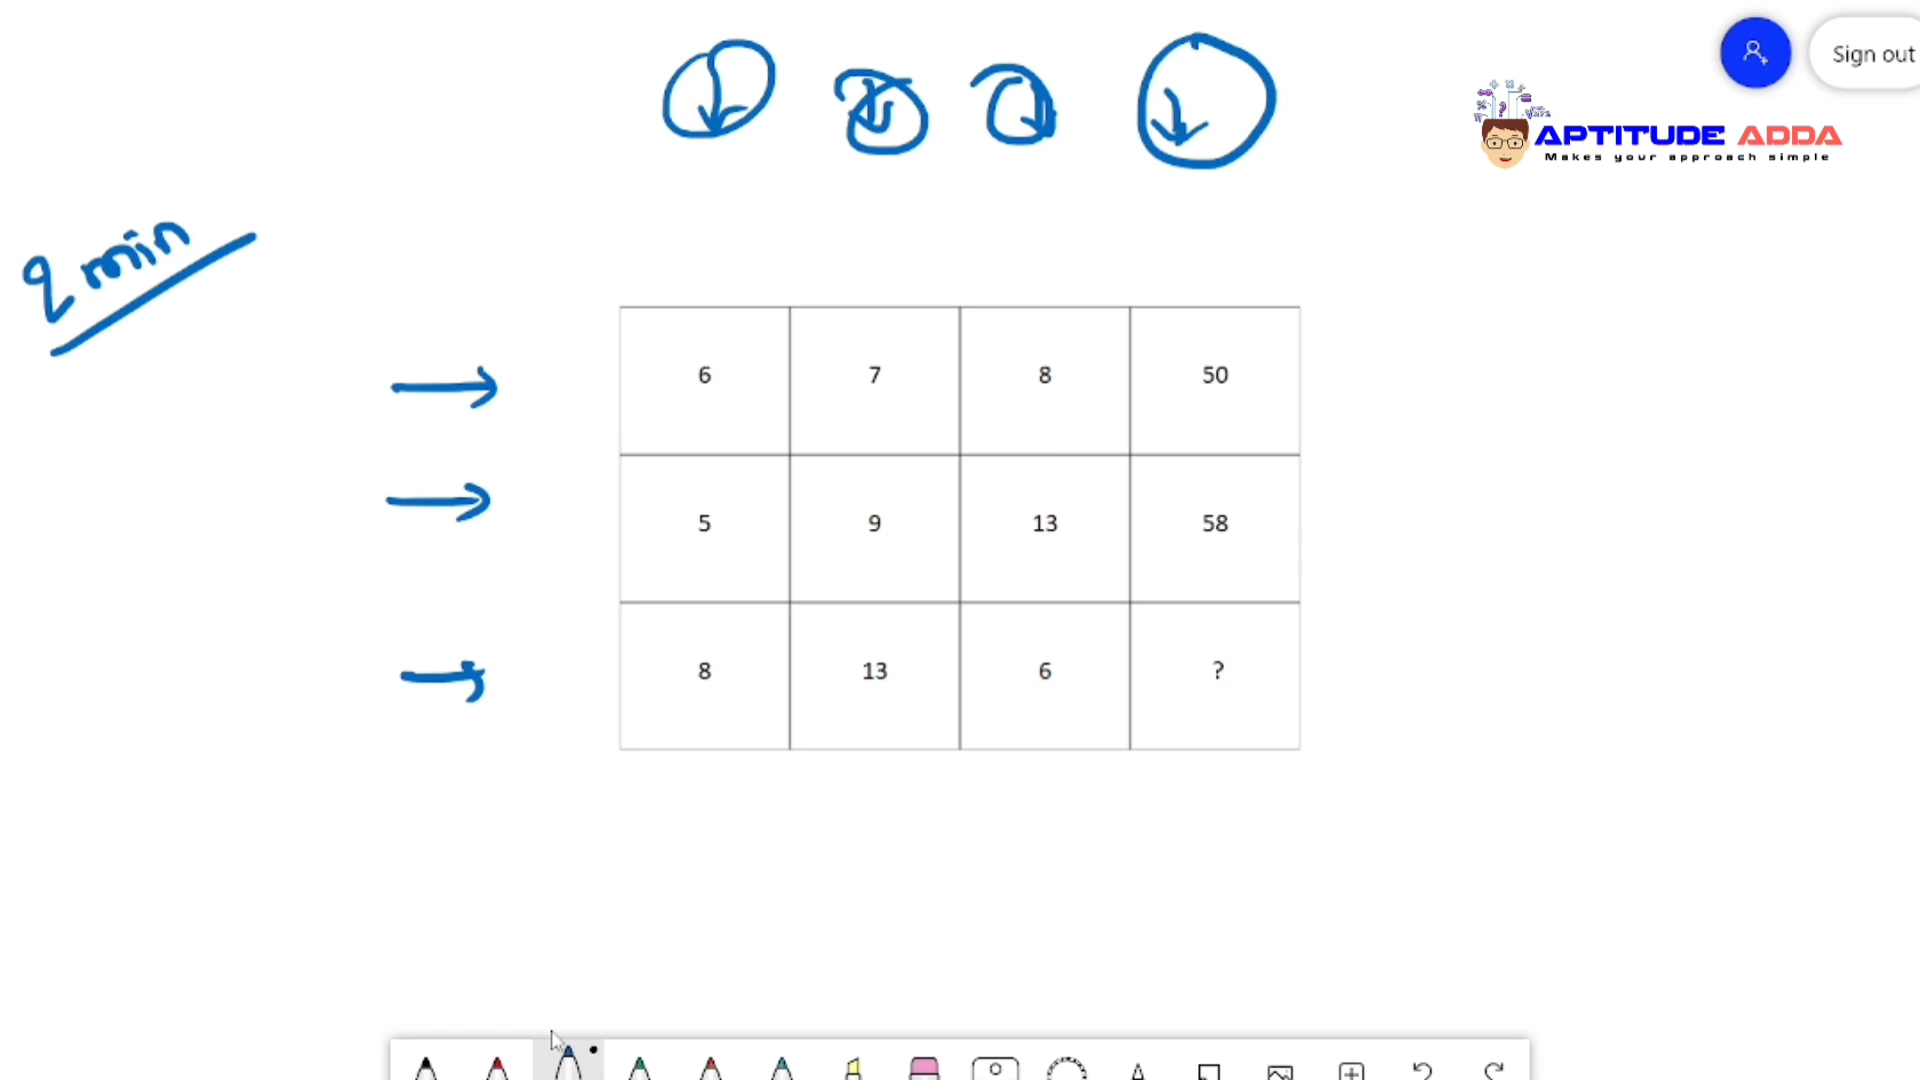 Sign out
APTITUDE ADDA
Makes your approach simple
2 min
6 7 8 50
5 9 13 58
8 13 6 ?